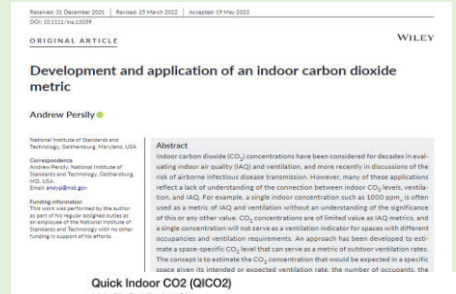 Received: 31 December 2021 | Revised: 25 March 2022 | Accepted: 19 May 2022
DOI: 10.1111/ina.13059
ORIGINAL ARTICLE
WILEY
Development and application of an indoor carbon dioxide
metric
Andrew Persily
National Institute of Standards and
Technology, Gaithersburg, Maryland, USA
Correspondence
Andrew Persily, National Institute of
Standards and Technology, Gaithersburg,
MD, USA.
Email: andyp@nist.gov
Funding information
This work was performed by the author
as part of his regular assigned duties as
an employee of the National Institute of
Standards and Technology with no other
funding in support of his efforts.
Abstract
Indoor carbon dioxide (CO2) concentrations have been considered for decades in eval-
uating indoor air quality (IAQ) and ventilation, and more recently in discussions of the
risk of airborne infectious disease transmission. However, many of these applications
reflect a lack of understanding of the connection between indoor CO2 levels, ventila-
tion, and IAQ. For example, a single indoor concentration such as 1000 ppmv is often
used as a metric of IAQ and ventilation without an understanding of the significance
of this or any other value. CO2 concentrations are of limited value as IAQ metrics, and
a single concentration will not serve as a ventilation indicator for spaces with different
occupancies and ventilation requirements. An approach has been developed to esti-
mate a space-specific CO2 level that can serve as a metric of outdoor ventilation rates.
The concept is to estimate the CO2 concentration that would be expected in a specific
space given its intended or expected ventilation rate, the number of occupants, the
Quick Indoor CO2 (QICO2)